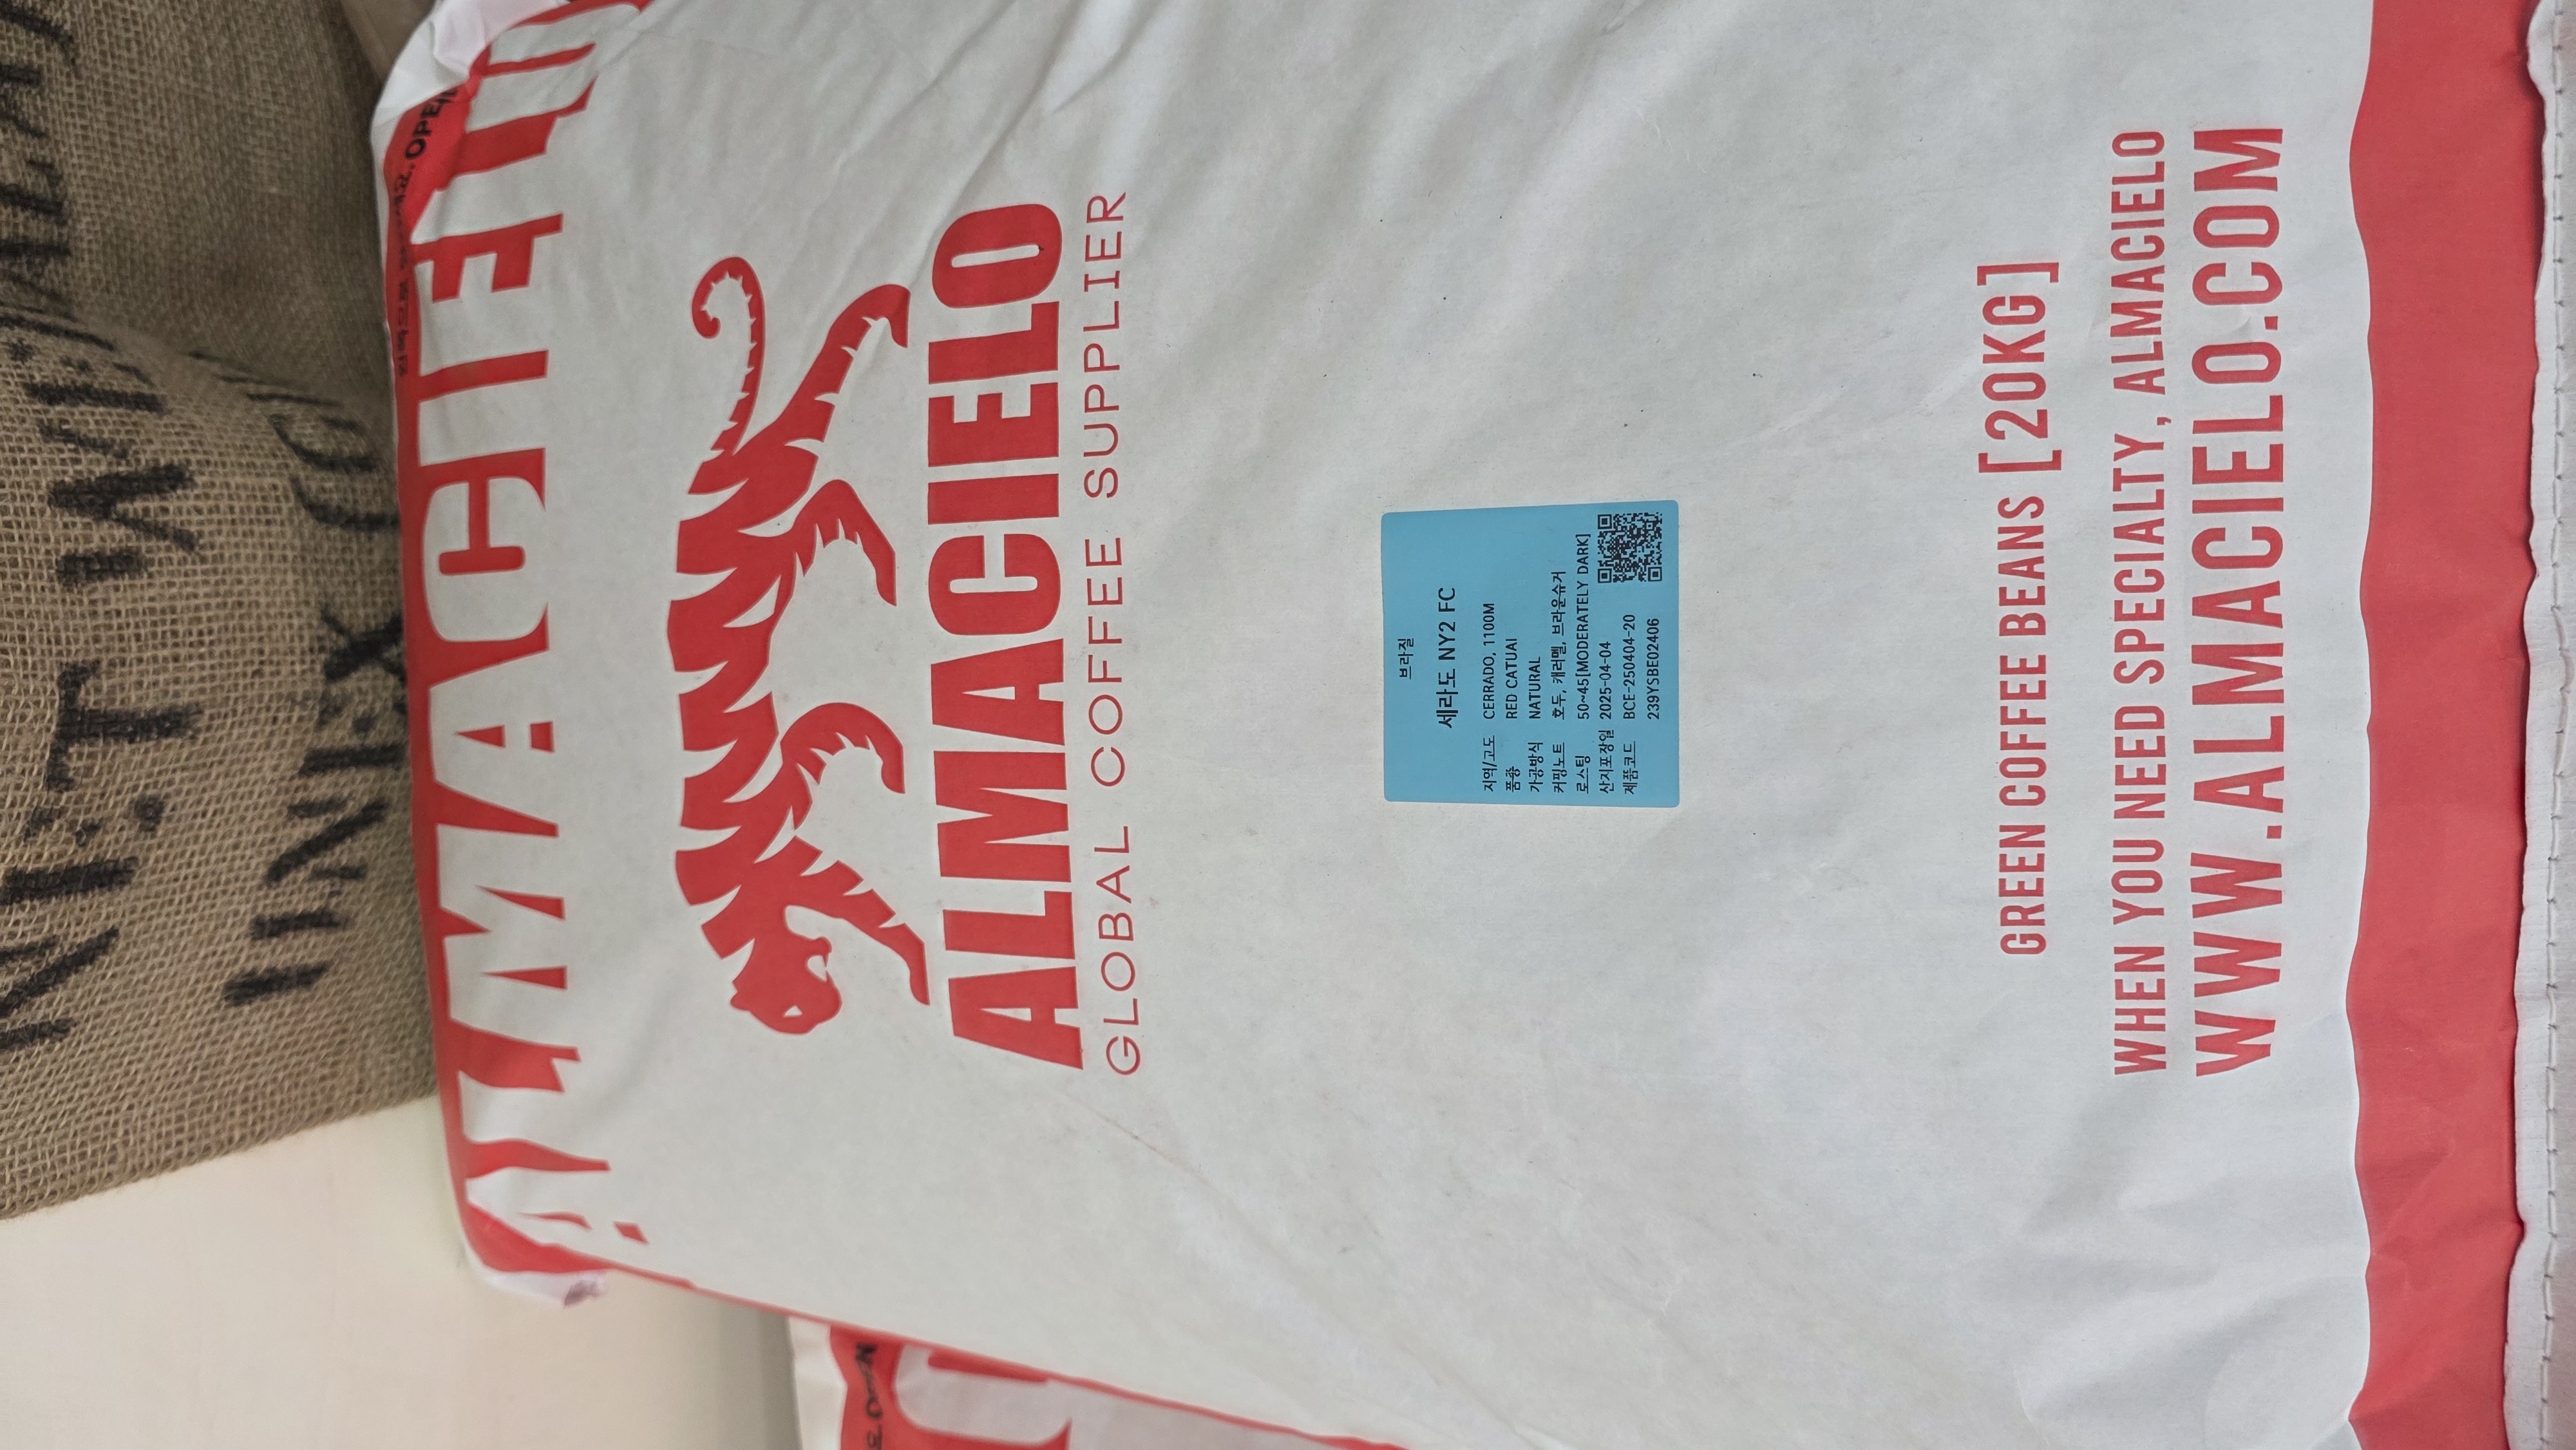 ALMACIELO
OPEN
ALMACIELO
GLOBAL COFFEE SUPPLIER
브라질
세라도 NY2 FC
지역/고도 CERRADO, 1100M
품종 RED CATUAI
가공방식 NATURAL
커핑노트 호두, 캐러멜, 브라운슈거
로스팅 50~45[MODERATELY DARK]
산지포장일 2025-04-04
제품코드 BCE-250404-20
239YSBE02406
GREEN COFFEE BEANS [20KG]
WHEN YOU NEED SPECIALTY, ALMACIELO
WWW.ALMACIELO.COM
NT.W